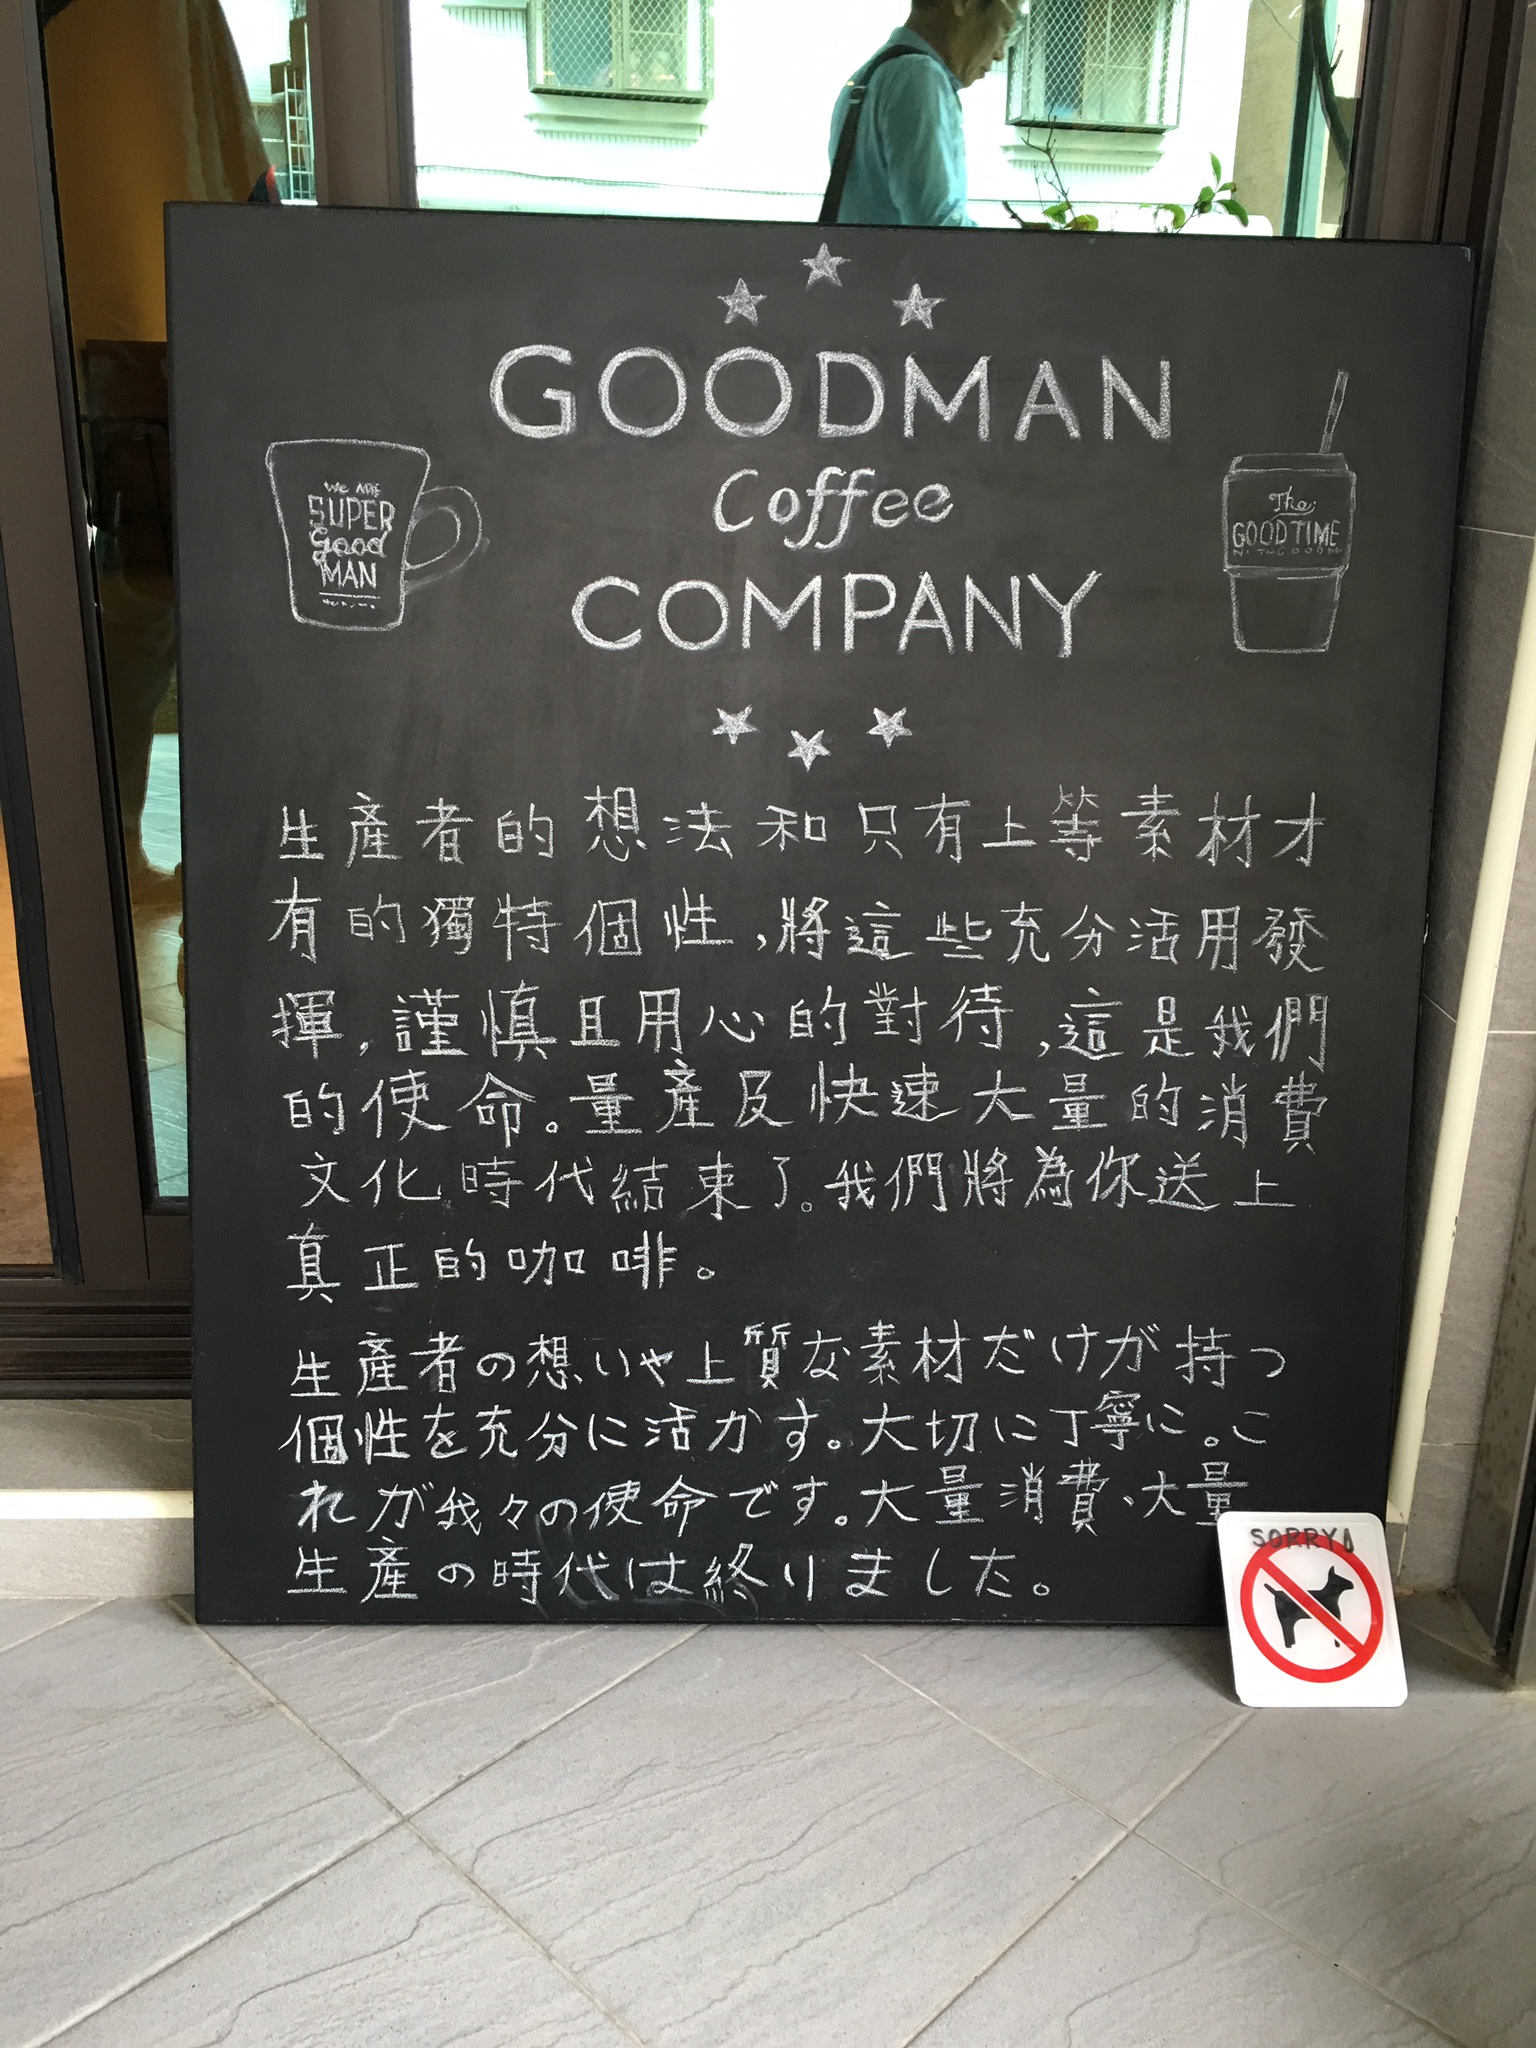 GOODMAN
Coffee
COMPANY
WE ARE
SUPER
Good
MAN
The
GOOD TIME
生產者的想法和只有上等素材才
有的獨特個性,將這些充分活用發
揮,謹慎且用心的對待,這是我們
的使命。量產及快速大量的消費
文化時代結束了。我們將為你送上
真正的咖啡。
生產者の想いや上質な素材だけが持つ
個性を充分に活かす。大切に丁寧に。こ
れが我々の使命です。大量消費、大量
生產の時代は終りました。
SORRY